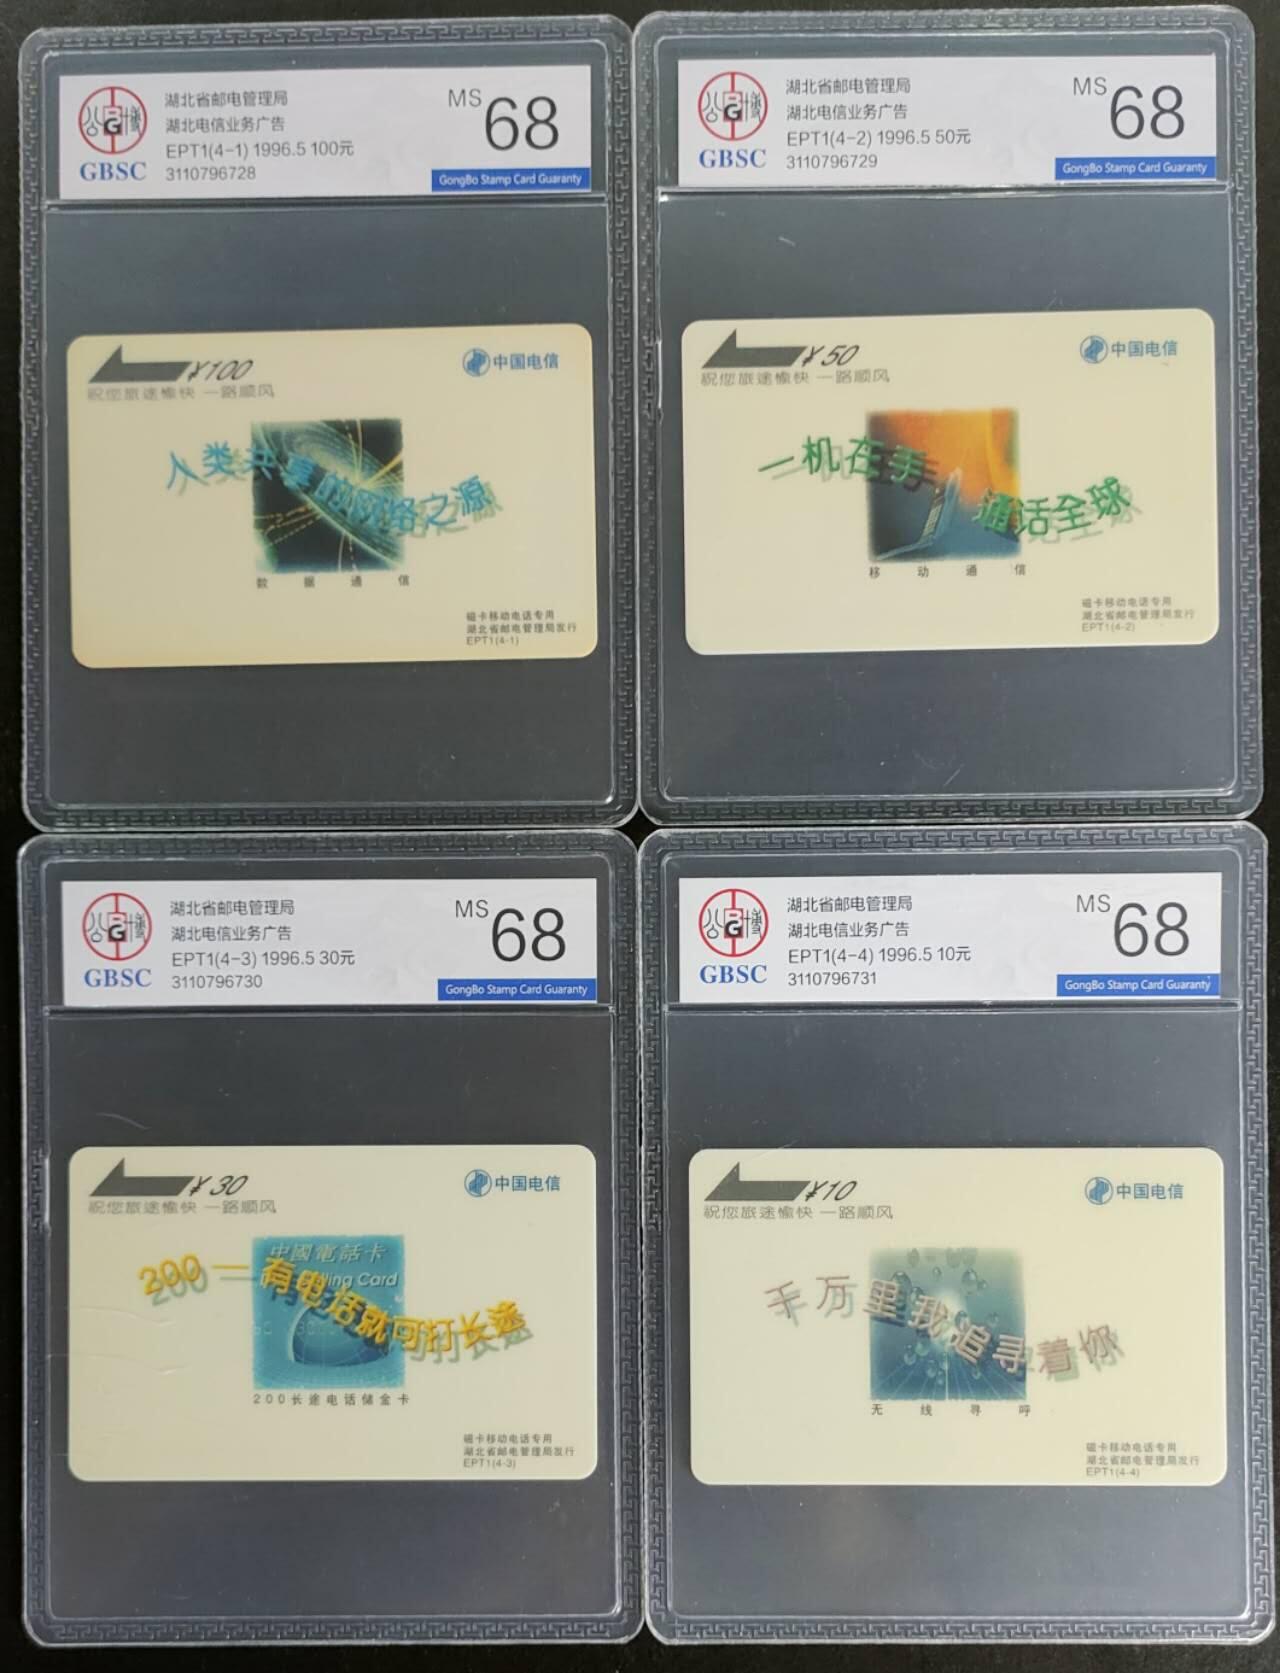 湖北省邮电管理局
湖北电信业务广告
EPT1(4-1) 1996.5 100元
3110796728
GBSC
MS 68
GongBo Stamp Card Guaranty
¥100
祝您旅途愉快 一路顺风
中国电信
人类共享的网络之源
数据通信
磁卡移动电话专用
湖北省邮电管理局发行
EPT1(4-1)
湖北省邮电管理局
湖北电信业务广告
EPT1(4-2) 1996.5 50元
3110796729
GBSC
MS 68
GongBo Stamp Card Guaranty
¥50
祝您旅途愉快 一路顺风
中国电信
一机在手，通话全球
移动通信
磁卡移动电话专用
湖北省邮电管理局发行
EPT1(4-2)
湖北省邮电管理局
湖北电信业务广告
EPT1(4-3) 1996.5 30元
3110796730
GBSC
MS 68
GongBo Stamp Card Guaranty
¥30
祝您旅途愉快 一路顺风
中国电信
中國電話卡
Card
200一有电话就可打长途
200长途电话储金卡
磁卡移动电话专用
湖北省邮电管理局发行
EPT1(4-3)
湖北省邮电管理局
湖北电信业务广告
EPT1(4-4) 1996.5 10元
3110796731
GBSC
MS 68
GongBo Stamp Card Guaranty
¥10
祝您旅途愉快 一路顺风
中国电信
千万里我追寻着你
无线寻呼
磁卡移动电话专用
湖北省邮电管理局发行
EPT1(4-4)